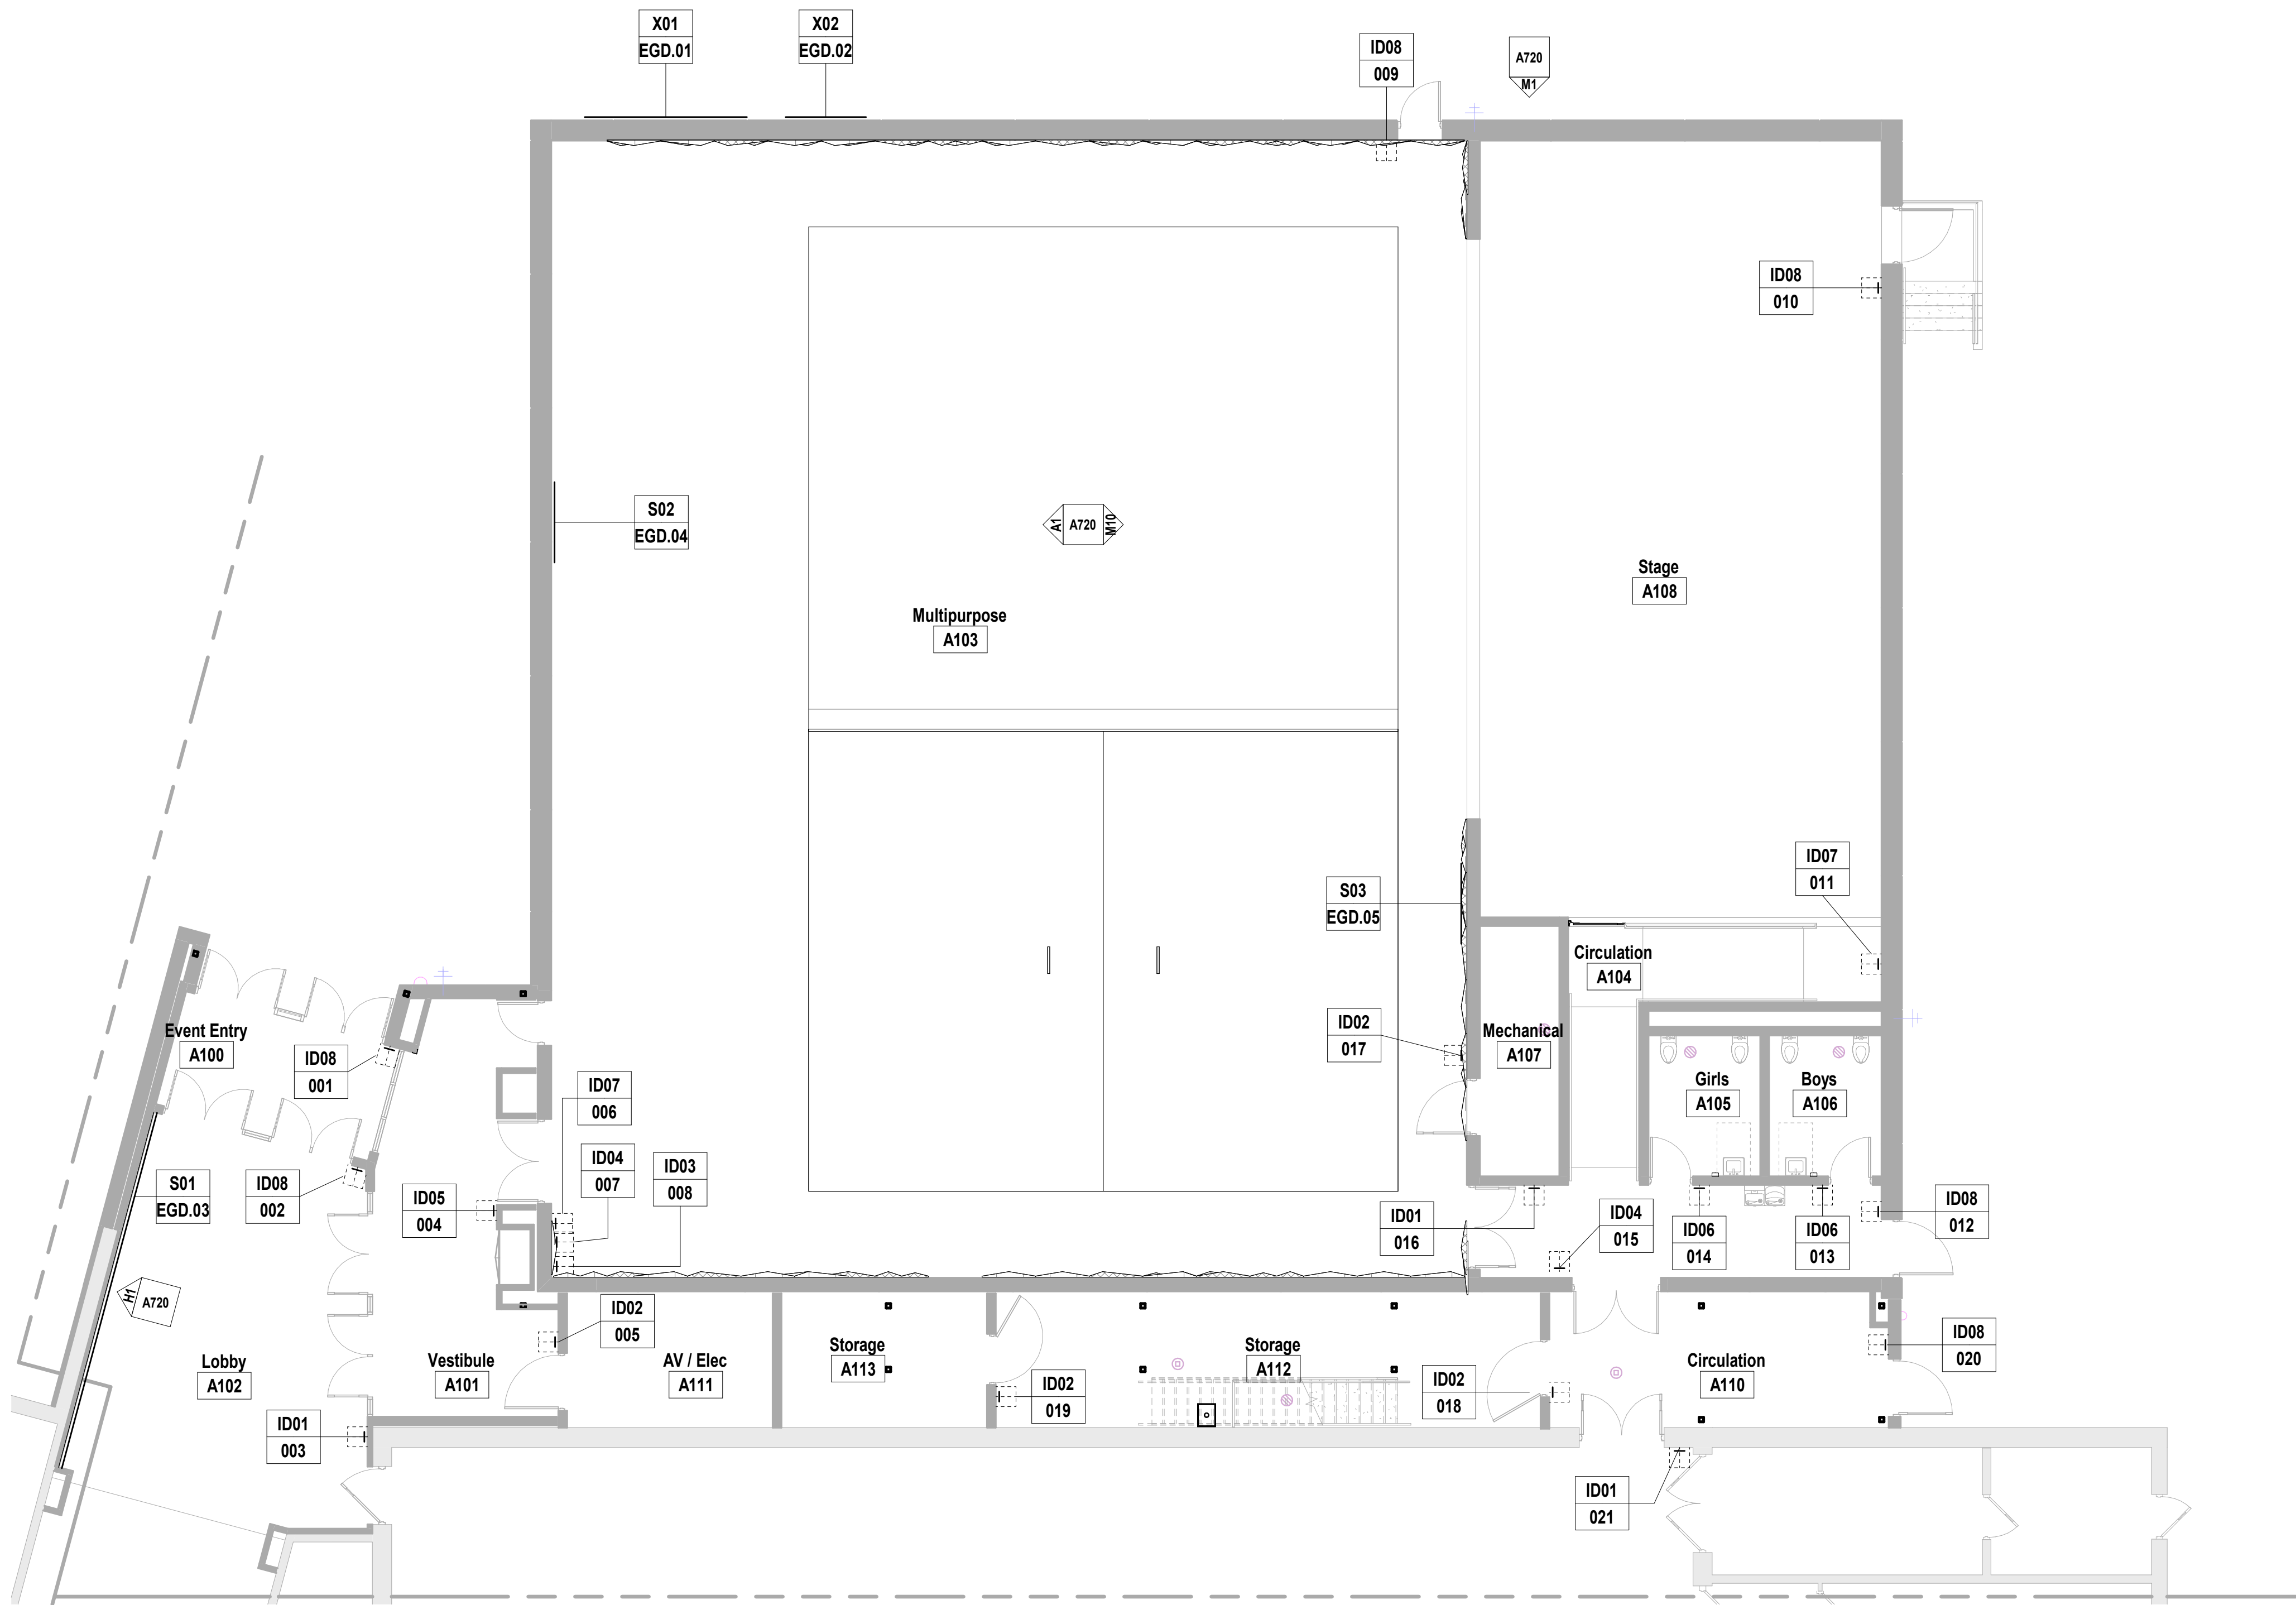 X01
EGD.01
X02
EGD.02
ID08
009
A720
M1
ID08
010
S02
EGD.04
A1
A720
M10
Stage
A108
Multipurpose
A103
ID07
011
S03
EGD.05
Circulation
A104
Event Entry
A100
ID08
001
ID02
017
Mechanical
A107
Girls
A105
Boys
A106
ID07
006
ID04
007
ID03
008
S01
EGD.03
ID08
002
ID05
004
ID01
016
ID04
015
ID06
014
ID06
013
ID08
012
H1
A720
ID02
005
Lobby
A102
Vestibule
A101
AV / Elec
A111
Storage
A113
ID02
019
Storage
A112
ID02
018
Circulation
A110
ID08
020
ID01
003
ID01
021